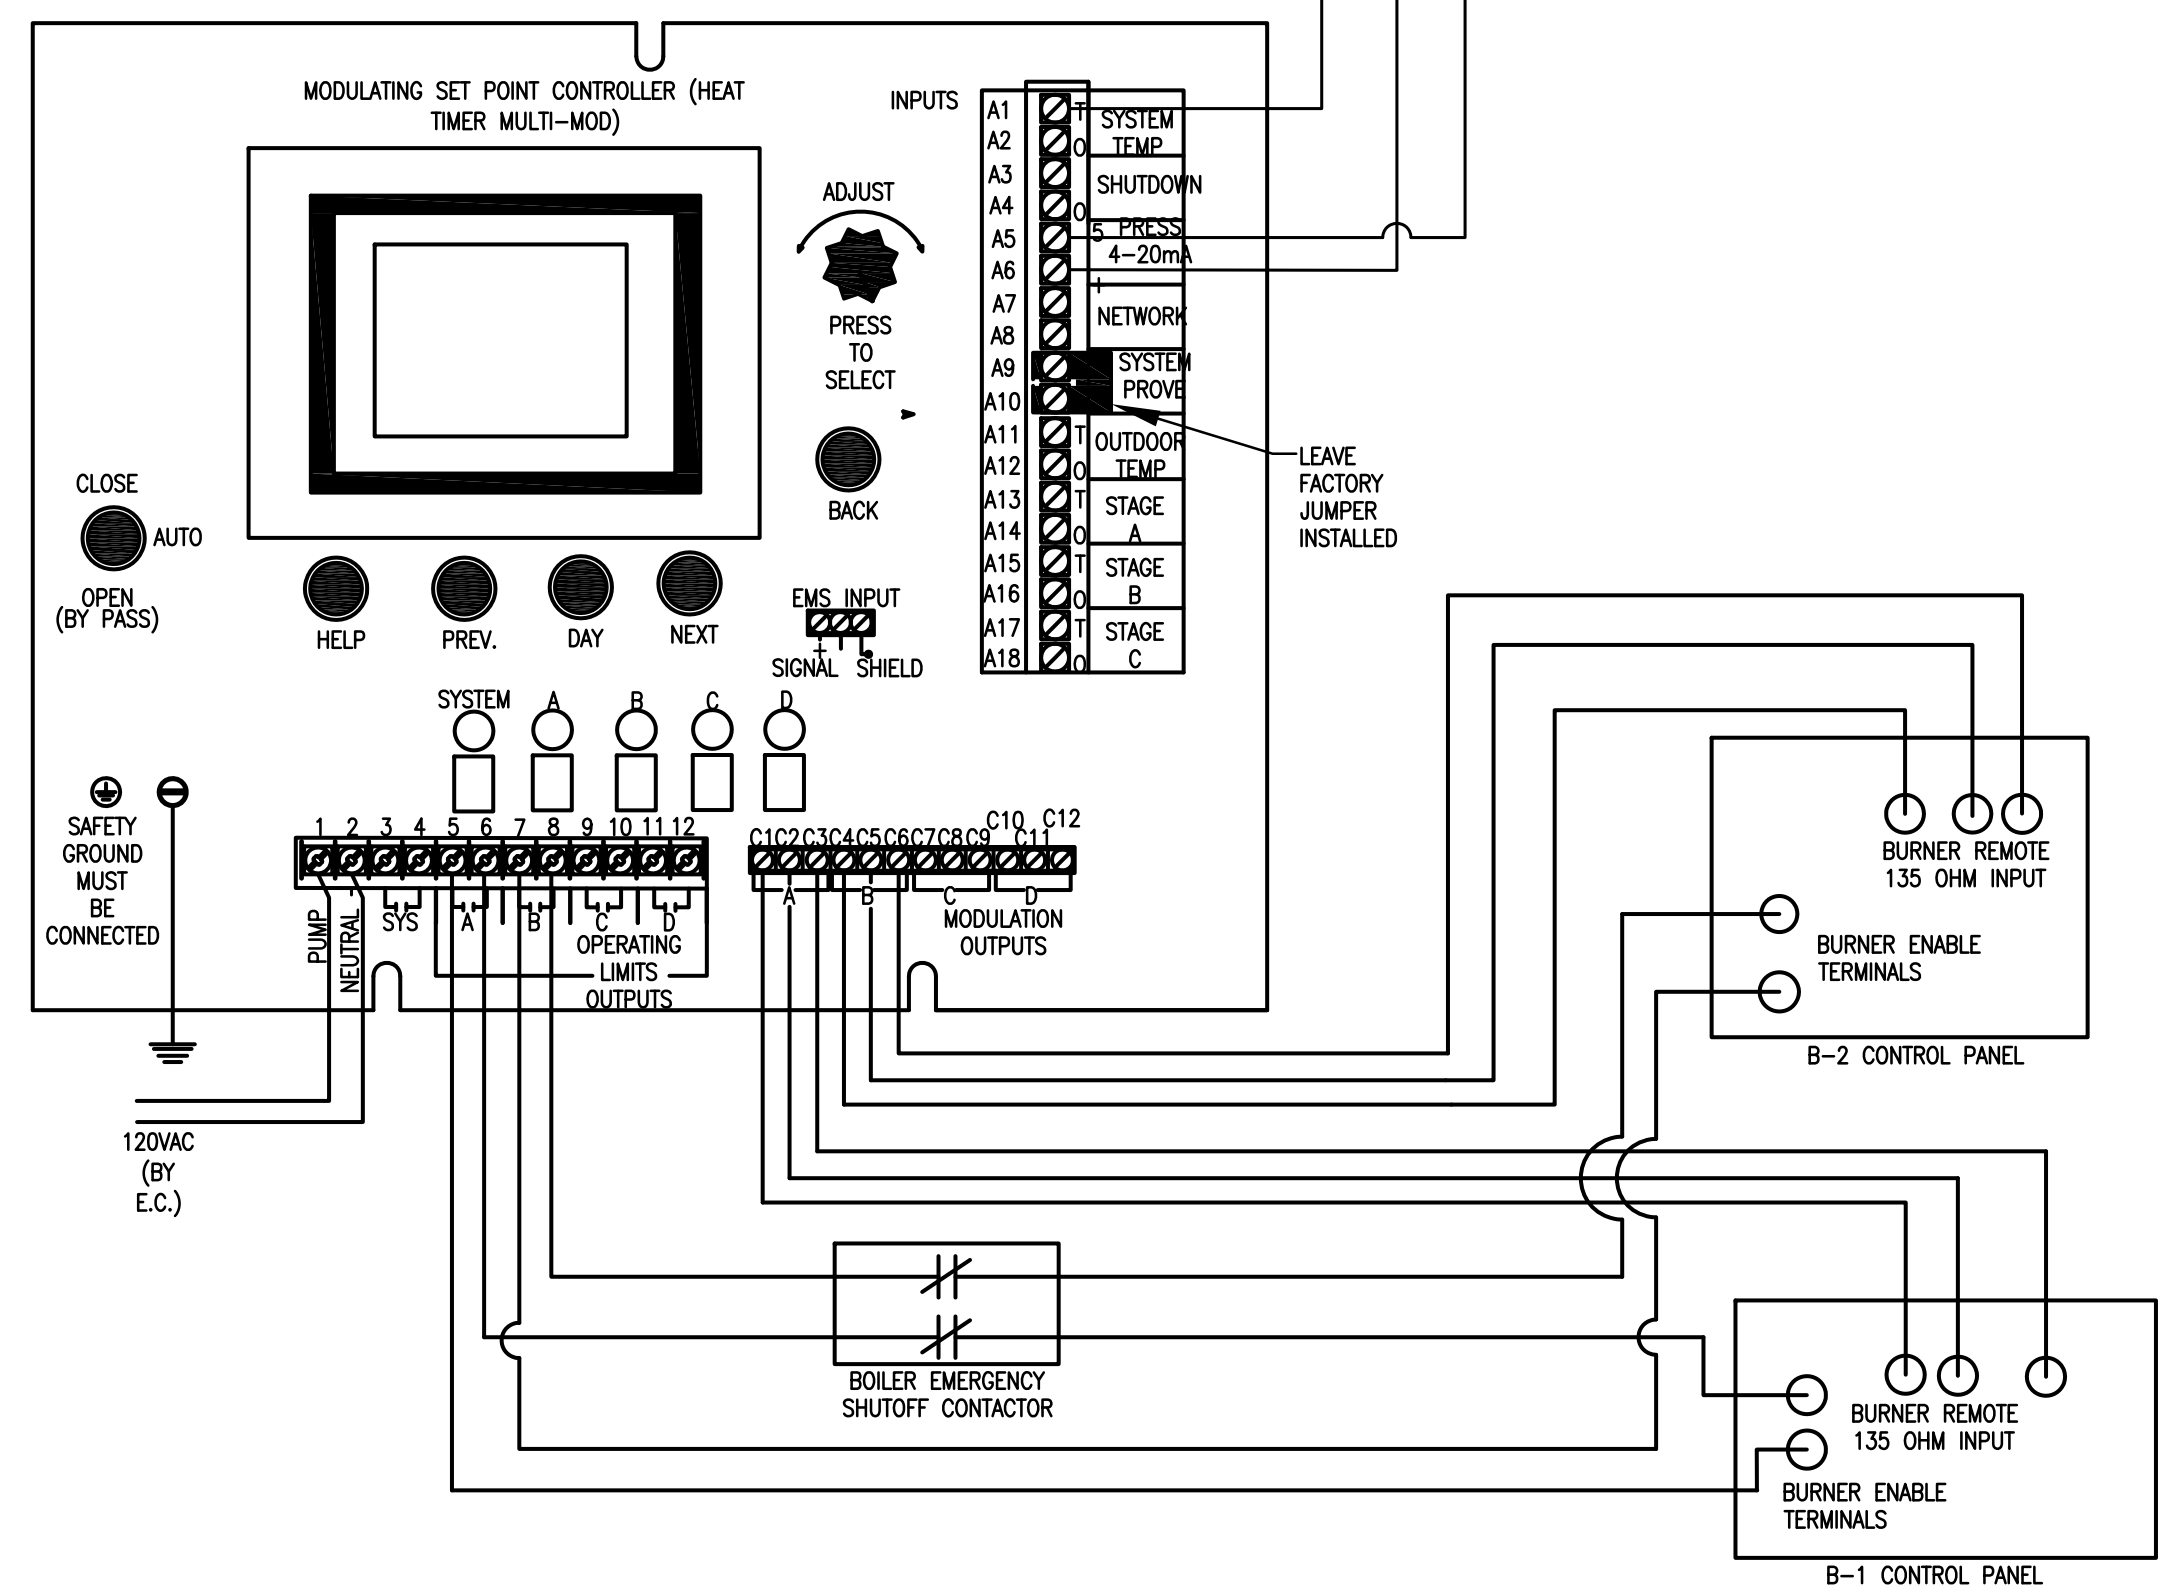 MODULATING SET POINT CONTROLLER (HEAT
TIMER MULTI-MOD)
INPUTS
ADJUST
PRESS
TO
SELECT
BACK
CLOSE
AUTO
OPEN
(BY PASS)
HELP
PREV.
DAY
NEXT
EMS INPUT
+
SIGNAL SHIELD
A1 T
A2 O
SYSTEM
TEMP
A3
A4 O
SHUTDOWN
A5 5
A6 +
PRESS
4-20mA
A7
A8
NETWORK
A9
A10
SYSTEM
PROVE
A11 T
A12 O
OUTDOOR
TEMP
A13 T
A14 O
STAGE
A
A15 T
A16 O
STAGE
B
A17 T
A18 O
STAGE
C
LEAVE
FACTORY
JUMPER
INSTALLED
SYSTEM A B C D
SAFETY
GROUND
MUST
BE
CONNECTED
1 2 3 4 5 6 7 8 9 10 11 12
PUMP
NEUTRAL
SYS A B C D
OPERATING
LIMITS
OUTPUTS
C1 C2 C3 C4 C5 C6 C7 C8 C9 C10 C11 C12
A B C D
MODULATION
OUTPUTS
120VAC
(BY
E.C.)
BURNER REMOTE
135 OHM INPUT
BURNER ENABLE
TERMINALS
B-2 CONTROL PANEL
BOILER EMERGENCY
SHUTOFF CONTACTOR
BURNER REMOTE
135 OHM INPUT
BURNER ENABLE
TERMINALS
B-1 CONTROL PANEL